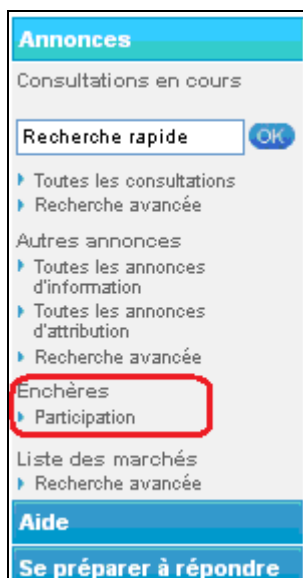 Annonces
Consultations en cours
Recherche rapide OK
Toutes les consultations
Recherche avancée
Autres annonces
Toutes les annonces
d'information
Toutes les annonces
d'attribution
Recherche avancée
Enchères
Participation
Liste des marchés
Recherche avancée
Aide
Se préparer à répondre